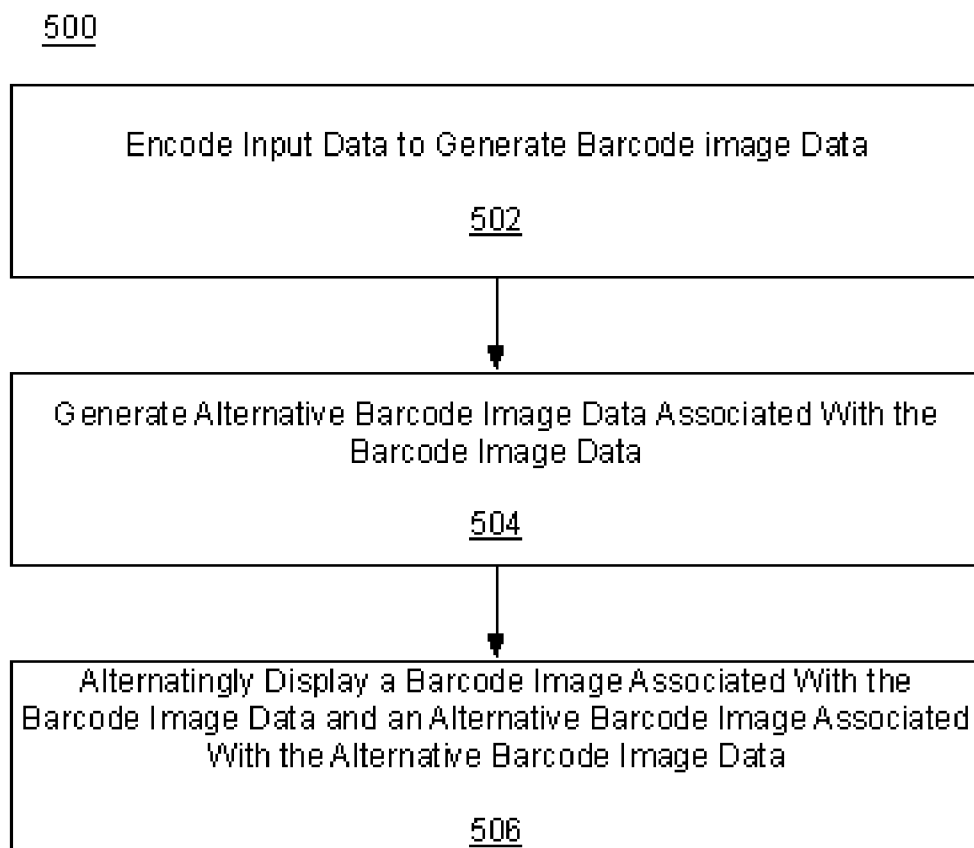 500
Encode Input Data to Generate Barcode image Data
502
Generate Alternative Barcode Image Data Associated With the
Barcode Image Data
504
Alternatingly Display a Barcode Image Associated With the
Barcode Image Data and an Alternative Barcode Image Associated
With the Alternative Barcode Image Data
506